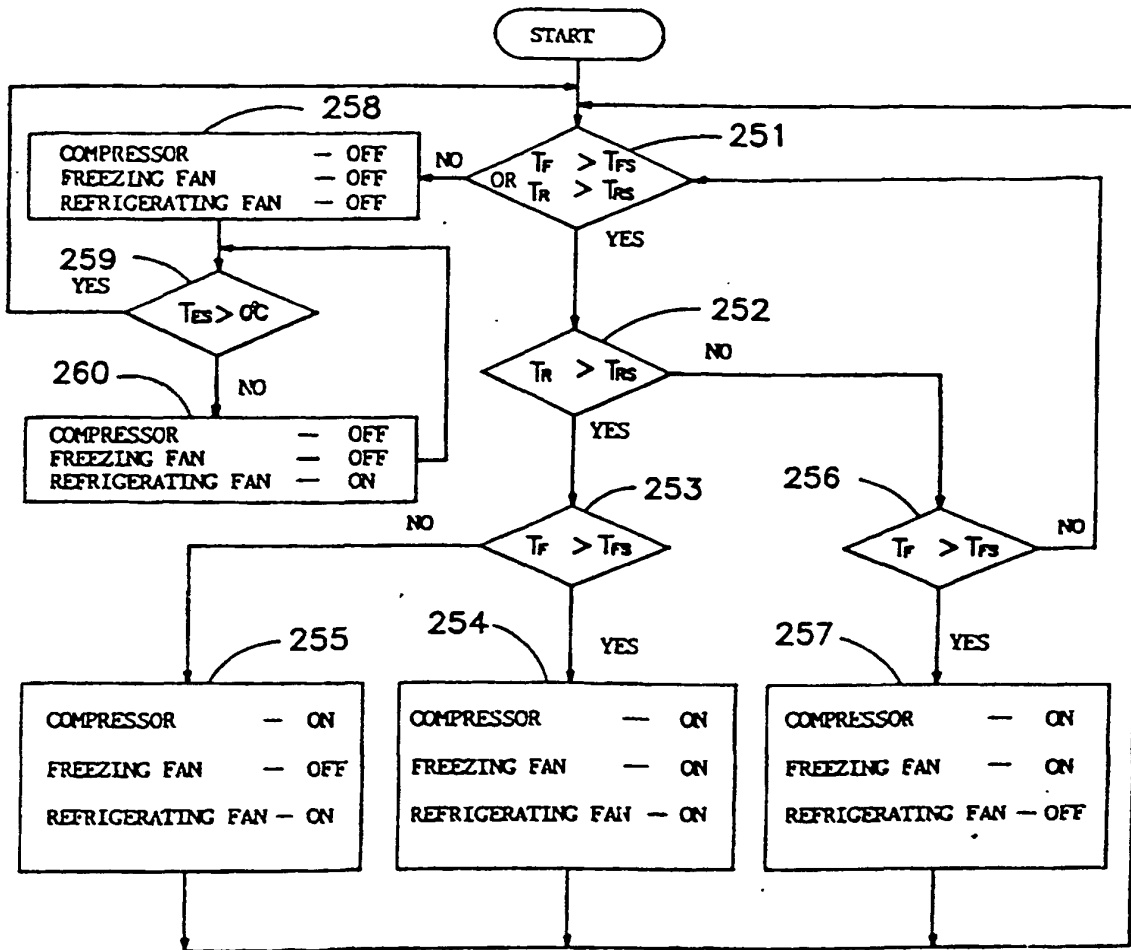 START
258
251
COMPRESSOR — OFF
FREEZING FAN — OFF
REFRIGERATING FAN — OFF
NO
TF > TFS
OR
TR > TRS
YES
259
YES
TES > 0°C
252
NO
TR > TRS
260
NO
YES
COMPRESSOR — OFF
FREEZING FAN — OFF
REFRIGERATING FAN — ON
253
256
NO
TF > TFS
TF > TFS
NO
255
254
YES
257
YES
COMPRESSOR — ON
FREEZING FAN — OFF
REFRIGERATING FAN — ON
COMPRESSOR — ON
FREEZING FAN — ON
REFRIGERATING FAN — ON
COMPRESSOR — ON
FREEZING FAN — ON
REFRIGERATING FAN — OFF